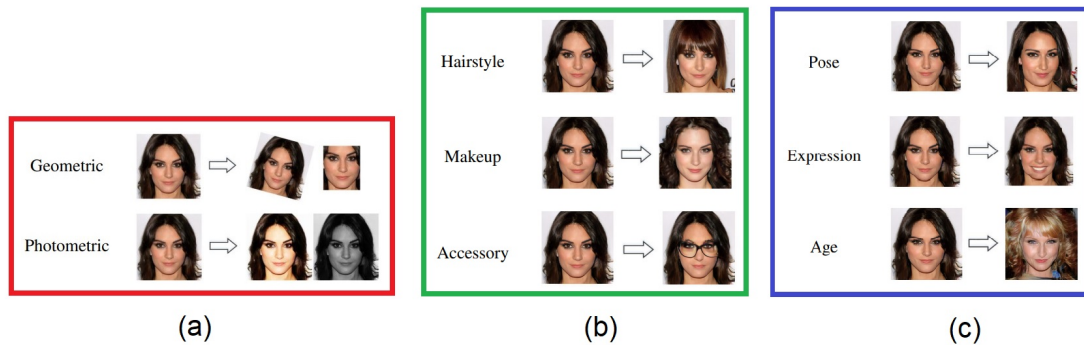 Geometric
Photometric
(a)
Hairstyle
Makeup
Accessory
(b)
Pose
Expression
Age
(c)